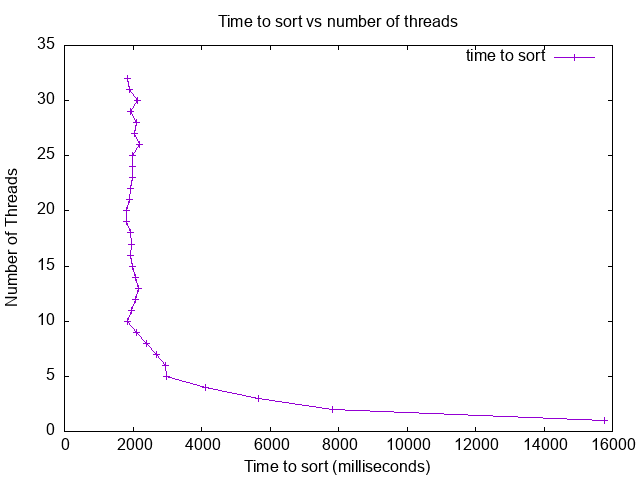 Time to sort vs number of threads
time to sort
35
30
25
20
15
10
5
0
Number of Threads
0 2000 4000 6000 8000 10000 12000 14000 16000
Time to sort (milliseconds)